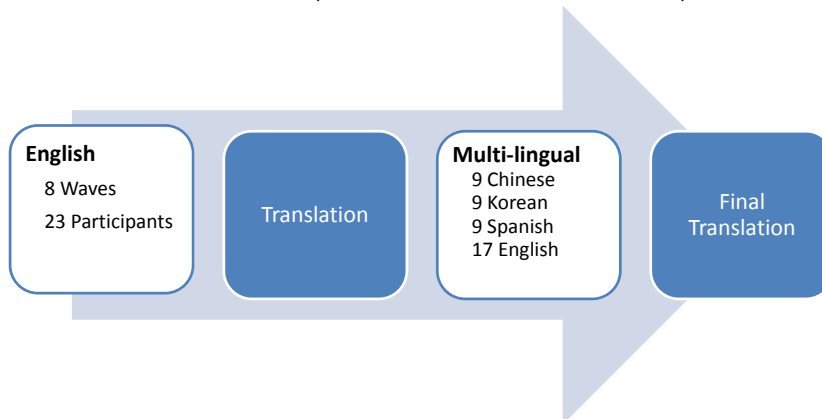 English
8 Waves
23 Participants
Translation
Multi-lingual
9 Chinese
9 Korean
9 Spanish
17 English
Final
Translation